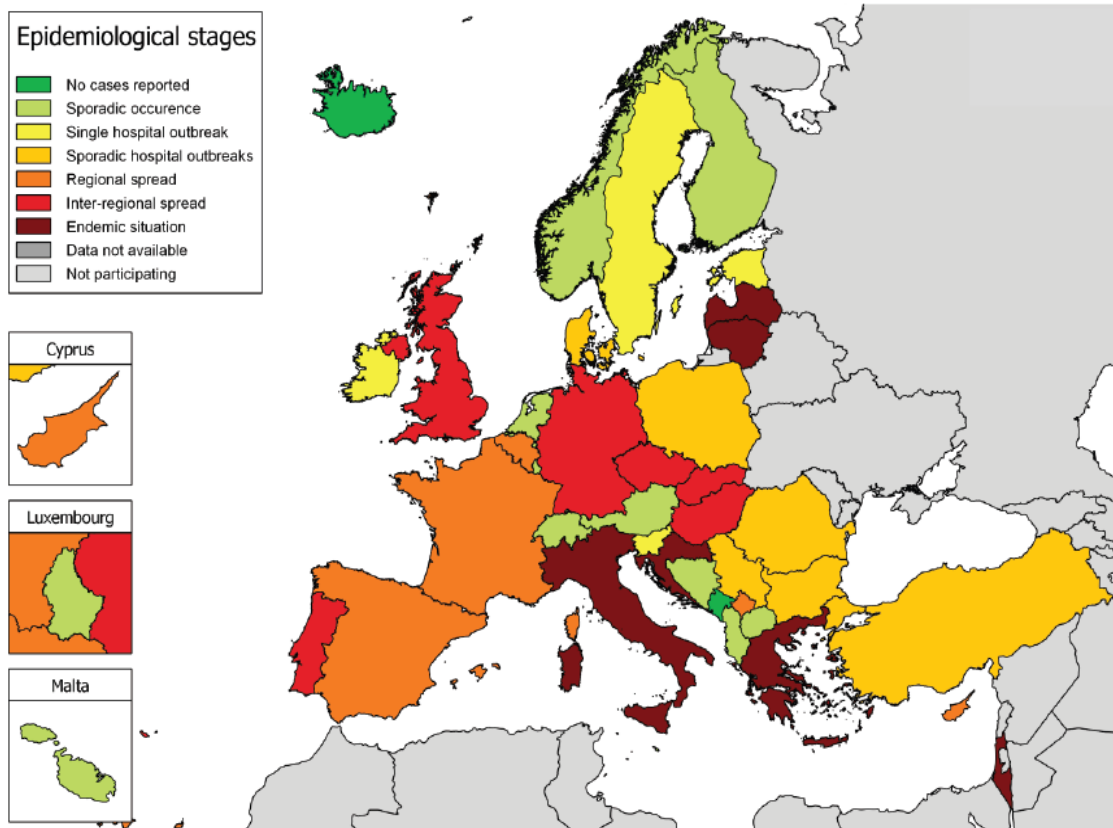 Epidemiological stages
No cases reported
Sporadic occurence
Single hospital outbreak
Sporadic hospital outbreaks
Regional spread
Inter-regional spread
Endemic situation
Data not available
Not participating
Cyprus
Luxembourg
Malta